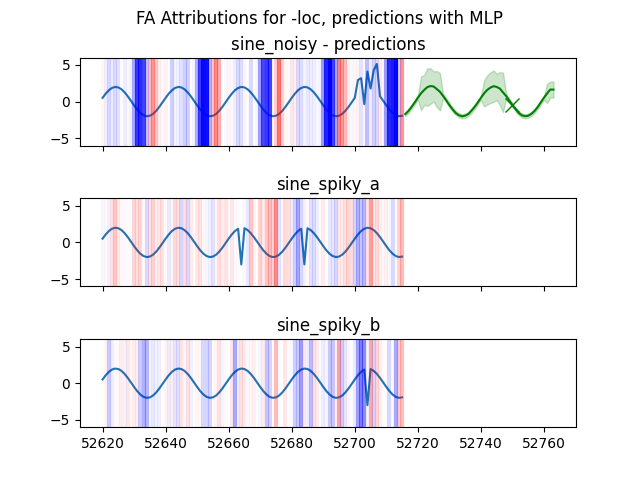 FA Attributions for -loc, predictions with MLP
sine_noisy - predictions
5
0
−5
sine_spiky_a
5
0
−5
sine_spiky_b
5
0
−5
52620 52640 52660 52680 52700 52720 52740 52760